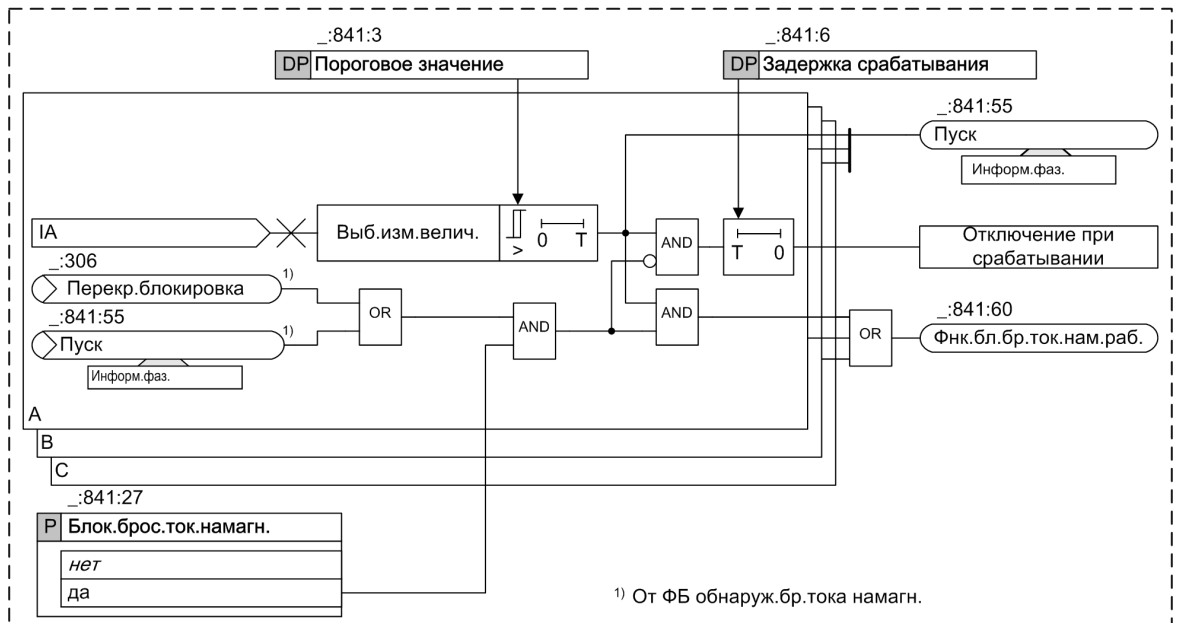 _:841:3
DP Пороговое значение
_:841:6
DP Задержка срабатывания
_:841:55
Пуск
Информ.фаз.
IA
Выб.изм.велич.
> 0 T
AND
T 0
Отключение при
срабатывании
_:306
Перекр.блокировка
1)
OR
AND
AND
_:841:55
Пуск
1)
Информ.фаз.
OR
_:841:60
Фнк.бл.бр.ток.нам.раб.
A
B
C
_:841:27
P Блок.брос.ток.намагн.
нет
да
1) От ФБ обнаруж.бр.тока намагн.